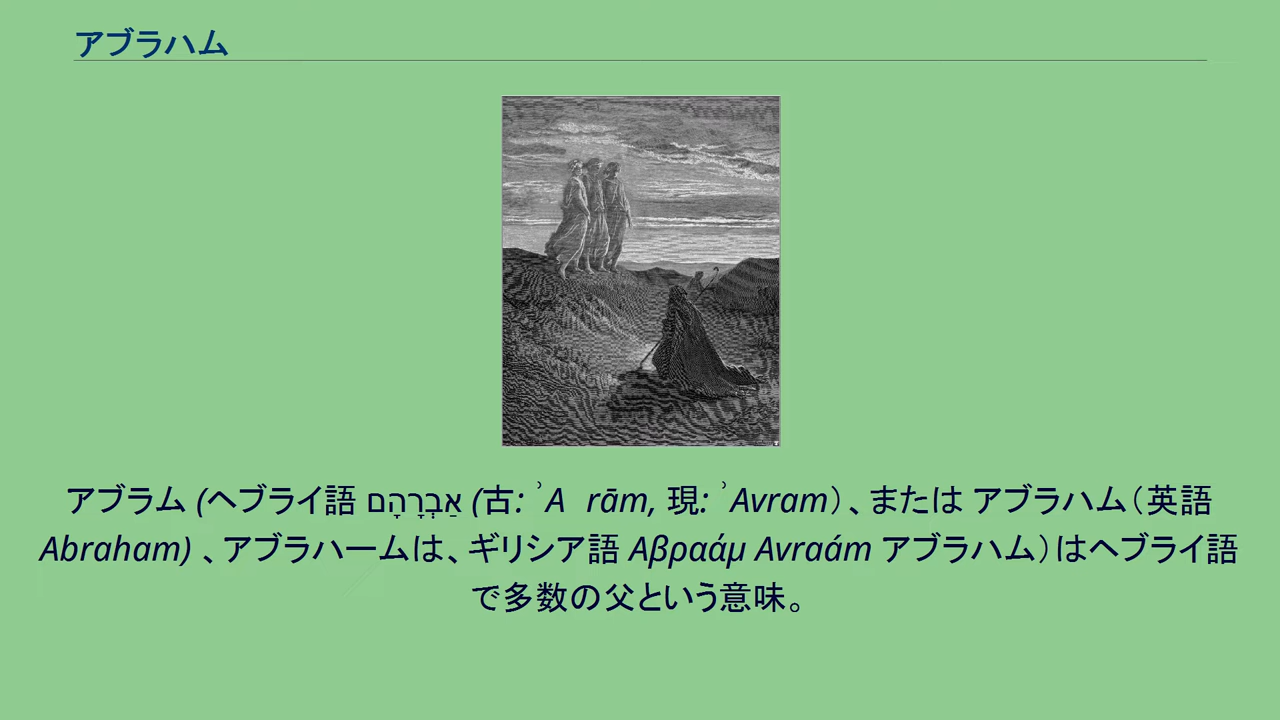 アブラハム
アブラム (ヘブライ語 אַבְרָהָם (古: ʾA rām, 現: ʾAvram）、または アブラハム（英語
Abraham) 、アブラハームは、ギリシア語 Αβραάμ Avraám アブラハム）はヘブライ語
で多数の父という意味。